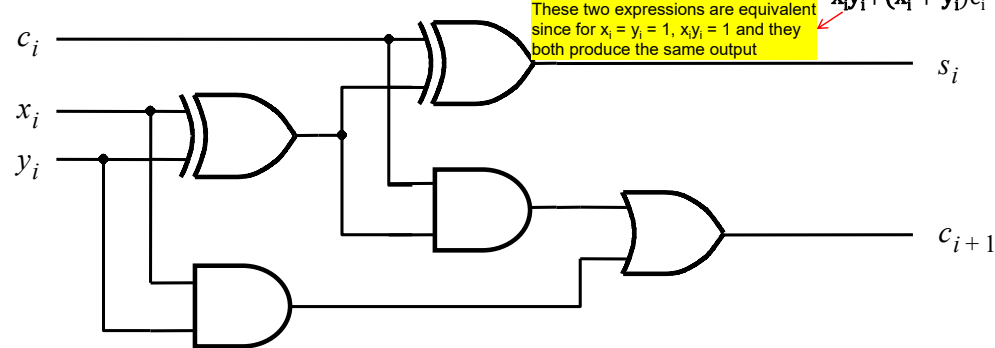 These two expressions are equivalent
since for xᵢ = yᵢ = 1, xᵢyᵢ = 1 and they
both produce the same output
cᵢ
sᵢ
xᵢ
yᵢ
cᵢ₊₁